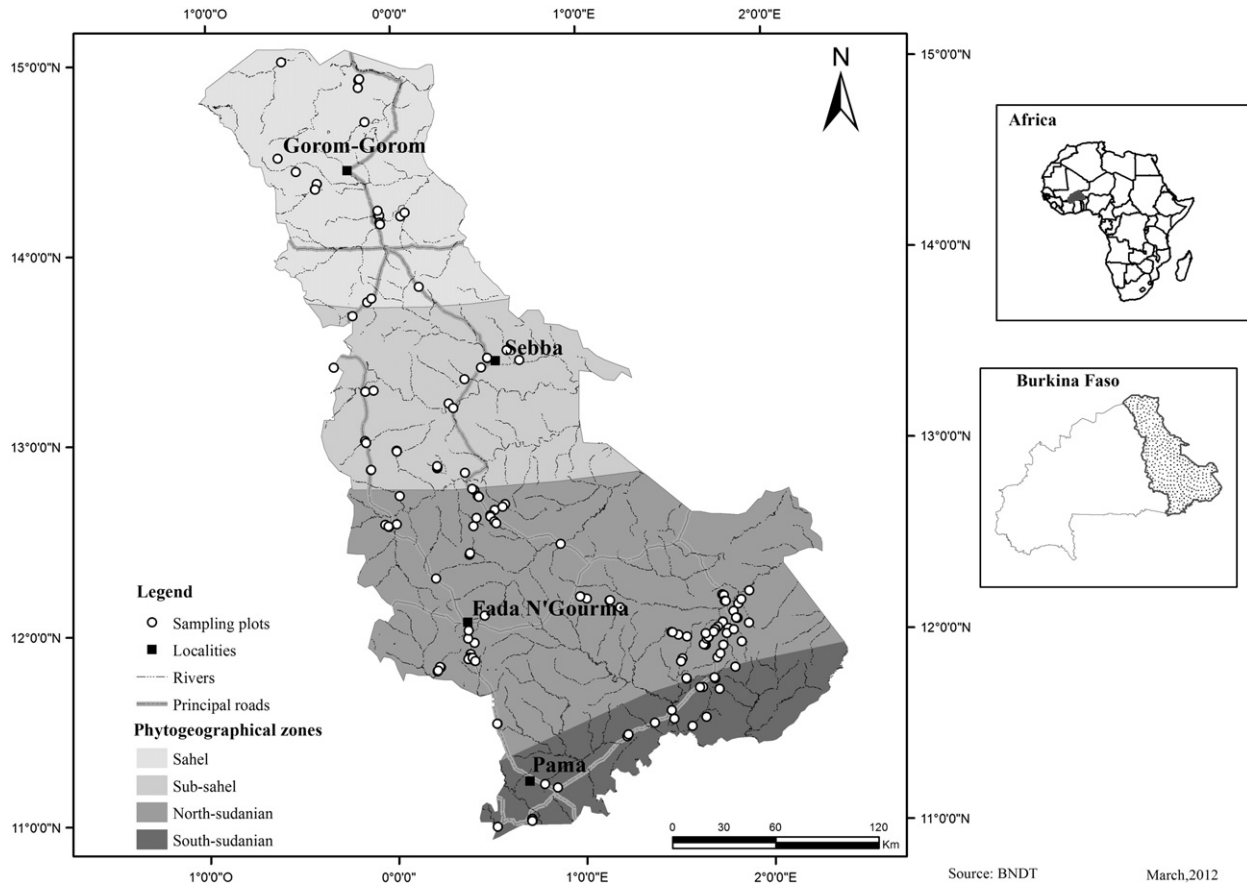 1°0'0"O 0°0'0" 1°0'0"E 2°0'0"E
15°0'0"N 15°0'0"N
N
Africa
Gorom-Gorom
14°0'0"N 14°0'0"N
Sebba
Burkina Faso
13°0'0"N 13°0'0"N
Legend
Sampling plots
Fada N'Gourma
12°0'0"N 12°0'0"N
Localities
Rivers
Principal roads
Phytogeographical zones
Sahel
Pama
Sub-sahel
North-sudanian
11°0'0"N 11°0'0"N
South-sudanian
0 30 60 120
Km
1°0'0"O 0°0'0" 1°0'0"E 2°0'0"E
Source: BNDT March,2012